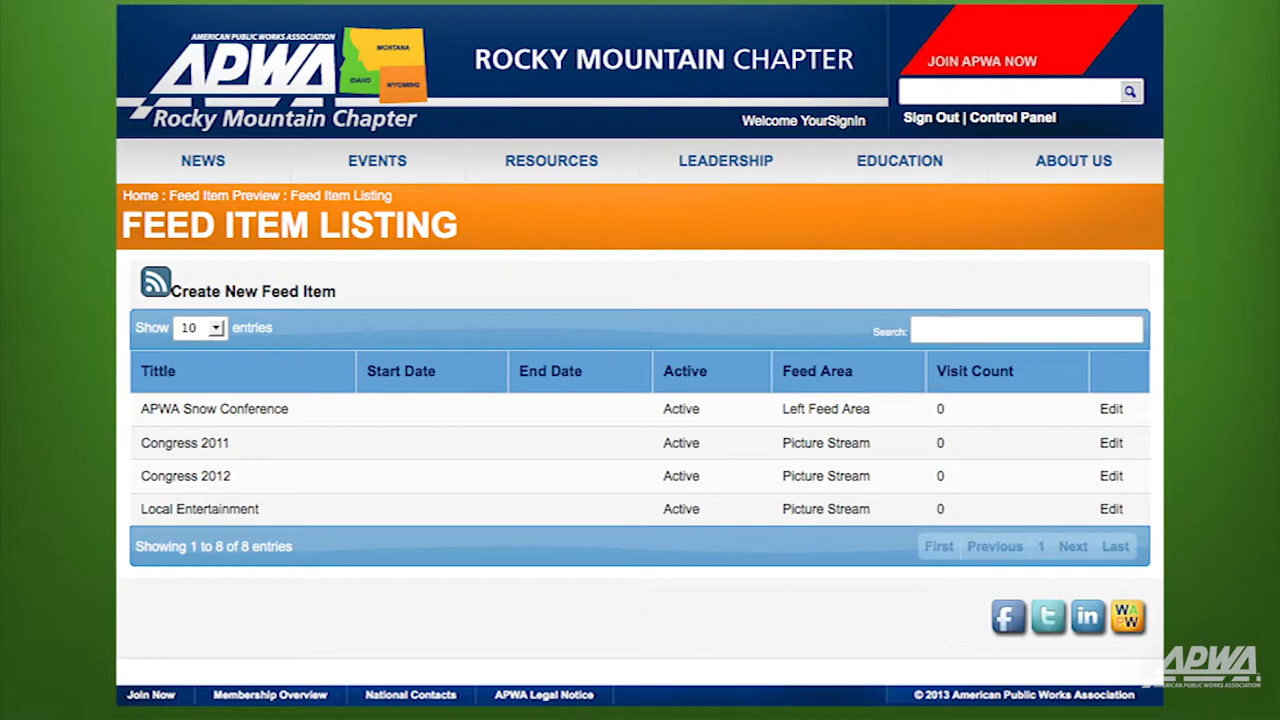 AMERICAN PUBLIC WORKS ASSOCIATION
APWA
MONTANA
IDAHO
WYOMING
Rocky Mountain Chapter
ROCKY MOUNTAIN CHAPTER
JOIN APWA NOW
Welcome YourSignIn
Sign Out | Control Panel
NEWS EVENTS RESOURCES LEADERSHIP EDUCATION ABOUT US
Home : Feed Item Preview : Feed Item Listing
FEED ITEM LISTING
Create New Feed Item
Show 10 entries Search:
Tittle Start Date End Date Active Feed Area Visit Count
APWA Snow Conference Active Left Feed Area 0 Edit
Congress 2011 Active Picture Stream 0 Edit
Congress 2012 Active Picture Stream 0 Edit
Local Entertainment Active Picture Stream 0 Edit
Showing 1 to 8 of 8 entries First Previous 1 Next Last
f t in WAPW
APWA
AMERICAN PUBLIC WORKS ASSOCIATION
Join Now Membership Overview National Contacts APWA Legal Notice © 2013 American Public Works Association